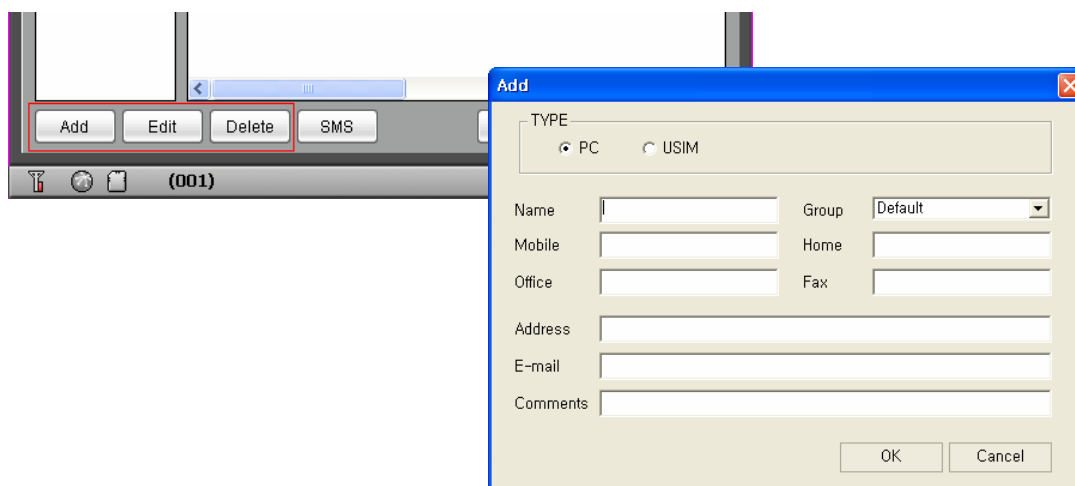 Add Edit Delete SMS
(001)
Add
TYPE
PC USIM
Name Group Default
Mobile Home
Office Fax
Address
E-mail
Comments
OK Cancel